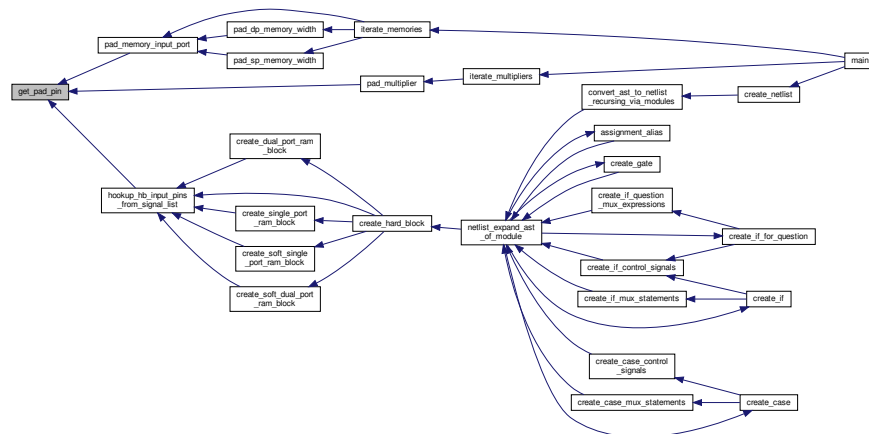 pad_dp_memory_width
iterate_memories
pad_memory_input_port
pad_sp_memory_width
main
iterate_multipliers
pad_multiplier
get_pad_pin
convert_ast_to_netlist
_recursing_via_modules
create_netlist
assignment_alias
create_dual_port_ram
_block
create_gate
hookup_hb_input_pins
_from_signal_list
create_if_question
_mux_expressions
create_single_port
_ram_block
create_hard_block
netlist_expand_ast
_of_module
create_if_for_question
create_soft_single
_port_ram_block
create_if_control_signals
create_soft_dual_port
_ram_block
create_if_mux_statements
create_if
create_case_control
_signals
create_case_mux_statements
create_case